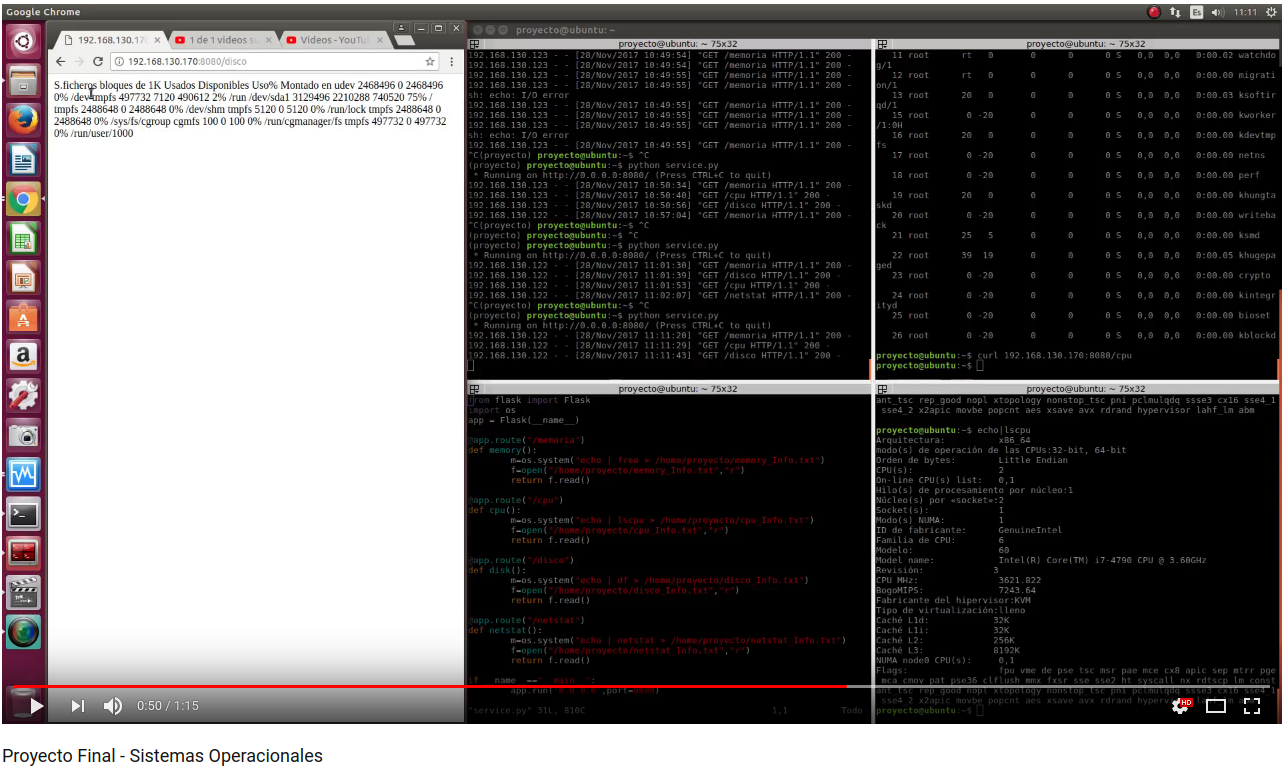 Google Chrome
Es
11:11
192.168.130.17
1 de 1 videos su
Videos - YouTu
192.168.130.170:8080/disco
S.ficheros bloques de 1K Usados Disponibles Uso% Montado en udev 2468496 0 2468496
0% /dev tmpfs 497732 7120 490612 2% /run /dev/sda1 3129496 2210288 740520 75% /
tmpfs 2488648 0 2488648 0% /dev/shm tmpfs 5120 0 5120 0% /run/lock tmpfs 2488648 0
2488648 0% /sys/fs/cgroup cgmfs 100 0 100 0% /run/cgmanager/fs tmpfs 497732 0 497732
0% /run/user/1000
proyecto@ubuntu: ~
proyecto@ubuntu: ~ 75x32
192.168.130.123 - - [28/Nov/2017 10:49:54] "GET /memoria HTTP/1.1" 200 -
192.168.130.123 - - [28/Nov/2017 10:49:55] "GET /memoria HTTP/1.1" 200 -
192.168.130.123 - - [28/Nov/2017 10:49:55] "GET /memoria HTTP/1.1" 200 -
192.168.130.123 - - [28/Nov/2017 10:49:55] "GET /memoria HTTP/1.1" 200 -
sh: echo: I/O error
192.168.130.123 - - [28/Nov/2017 10:49:55] "GET /memoria HTTP/1.1" 200 -
192.168.130.123 - - [28/Nov/2017 10:49:55] "GET /memoria HTTP/1.1" 200 -
192.168.130.123 - - [28/Nov/2017 10:49:55] "GET /memoria HTTP/1.1" 200 -
sh: echo: I/O error
192.168.130.123 - - [28/Nov/2017 10:49:55] "GET /memoria HTTP/1.1" 200 -
^C(proyecto) proyecto@ubuntu:~$ ^C
(proyecto) proyecto@ubuntu:~$ python service.py
* Running on http://0.0.0.0:8080/ (Press CTRL+C to quit)
192.168.130.123 - - [28/Nov/2017 10:50:34] "GET /memoria HTTP/1.1" 200 -
192.168.130.123 - - [28/Nov/2017 10:50:40] "GET /cpu HTTP/1.1" 200 -
192.168.130.123 - - [28/Nov/2017 10:50:56] "GET /disco HTTP/1.1" 200 -
192.168.130.122 - - [28/Nov/2017 10:57:04] "GET /memoria HTTP/1.1" 200 -
^C(proyecto) proyecto@ubuntu:~$ ^C
(proyecto) proyecto@ubuntu:~$ ^C
(proyecto) proyecto@ubuntu:~$ python service.py
* Running on http://0.0.0.0:8080/ (Press CTRL+C to quit)
192.168.130.122 - - [28/Nov/2017 11:01:30] "GET /memoria HTTP/1.1" 200 -
192.168.130.122 - - [28/Nov/2017 11:01:39] "GET /disco HTTP/1.1" 200 -
192.168.130.122 - - [28/Nov/2017 11:01:53] "GET /cpu HTTP/1.1" 200 -
192.168.130.122 - - [28/Nov/2017 11:02:07] "GET /netstat HTTP/1.1" 200 -
^C(proyecto) proyecto@ubuntu:~$ ^C
(proyecto) proyecto@ubuntu:~$ python service.py
* Running on http://0.0.0.0:8080/ (Press CTRL+C to quit)
192.168.130.122 - - [28/Nov/2017 11:11:20] "GET /memoria HTTP/1.1" 200 -
192.168.130.122 - - [28/Nov/2017 11:11:29] "GET /cpu HTTP/1.1" 200 -
192.168.130.122 - - [28/Nov/2017 11:11:43] "GET /disco HTTP/1.1" 200 -
proyecto@ubuntu: ~ 75x32
11 root rt 0 0 0 0 S 0,0 0,0 0:00.02 watchdo
g/1
12 root rt 0 0 0 0 S 0,0 0,0 0:00.00 migrati
on/1
13 root 20 0 0 0 0 S 0,0 0,0 0:00.03 ksoftir
qd/1
15 root 0 -20 0 0 0 S 0,0 0,0 0:00.00 kworker
/1:0H
16 root 20 0 0 0 0 S 0,0 0,0 0:00.00 kdevtmp
fs
17 root 0 -20 0 0 0 S 0,0 0,0 0:00.00 netns
18 root 0 -20 0 0 0 S 0,0 0,0 0:00.00 perf
19 root 20 0 0 0 0 S 0,0 0,0 0:00.00 khungta
skd
20 root 0 -20 0 0 0 S 0,0 0,0 0:00.00 writeba
ck
21 root 25 5 0 0 0 S 0,0 0,0 0:00.00 ksmd
22 root 39 19 0 0 0 S 0,0 0,0 0:00.05 khugepa
ged
23 root 0 -20 0 0 0 S 0,0 0,0 0:00.00 crypto
24 root 0 -20 0 0 0 S 0,0 0,0 0:00.00 kintegr
ityd
25 root 0 -20 0 0 0 S 0,0 0,0 0:00.00 bioset
26 root 0 -20 0 0 0 S 0,0 0,0 0:00.00 kblockd
proyecto@ubuntu:~$ curl 192.168.130.170:8080/cpu
proyecto@ubuntu:~$
proyecto@ubuntu: ~ 75x32
from flask import Flask
import os
app = Flask(__name__)
@app.route("/memoria")
def memory():
m=os.system("echo | free > /home/proyecto/memory_Info.txt")
f=open("/home/proyecto/memory_Info.txt","r")
return f.read()
@app.route("/cpu")
def cpu():
m=os.system("echo | lscpu > /home/proyecto/cpu_Info.txt")
f=open("/home/proyecto/cpu_Info.txt","r")
return f.read()
@app.route("/disco")
def disk():
m=os.system("echo | df > /home/proyecto/disco_Info.txt")
f=open("/home/proyecto/disco_Info.txt","r")
return f.read()
@app.route("/netstat")
def netstat():
m=os.system("echo | netstat > /home/proyecto/netstat_Info.txt")
f=open("/home/proyecto/netstat_Info.txt","r")
return f.read()
if __name__ =="__main__":
app.run("0.0.0.0",port=8080)
"service.py" 31L, 810C 1,1 Todo
proyecto@ubuntu: ~ 75x32
ant_tsc rep_good nopl xtopology nonstop_tsc pni pclmulqdq ssse3 cx16 sse4_1
sse4_2 x2apic movbe popcnt aes xsave avx rdrand hypervisor lahf_lm abm
proyecto@ubuntu:~$ echo|lscpu
Arquitectura: x86_64
modo(s) de operación de las CPUs:32-bit, 64-bit
Orden de bytes: Little Endian
CPU(s): 2
On-line CPU(s) list: 0,1
Hilo(s) de procesamiento por núcleo:1
Núcleo(s) por «socket»:2
Socket(s): 1
Modo(s) NUMA: 1
ID de fabricante: GenuineIntel
Familia de CPU: 6
Modelo: 60
Model name: Intel(R) Core(TM) i7-4790 CPU @ 3.60GHz
Revisión: 3
CPU MHz: 3621.822
BogoMIPS: 7243.64
Fabricante del hipervisor:KVM
Tipo de virtualización:lleno
Caché L1d: 32K
Caché L1i: 32K
Caché L2: 256K
Caché L3: 8192K
NUMA node0 CPU(s): 0,1
Flags: fpu vme de pse tsc msr pae mce cx8 apic sep mtrr pge
mca cmov pat pse36 clflush mmx fxsr sse sse2 ht syscall nx rdtscp lm const
ant_tsc rep_good nopl xtopology nonstop_tsc pni pclmulqdq ssse3 cx16 sse4_1
sse4_2 x2apic movbe popcnt aes xsave avx rdrand hypervisor lahf_lm abm
proyecto@ubuntu:~$
0:50 / 1:15
HD
Proyecto Final - Sistemas Operacionales